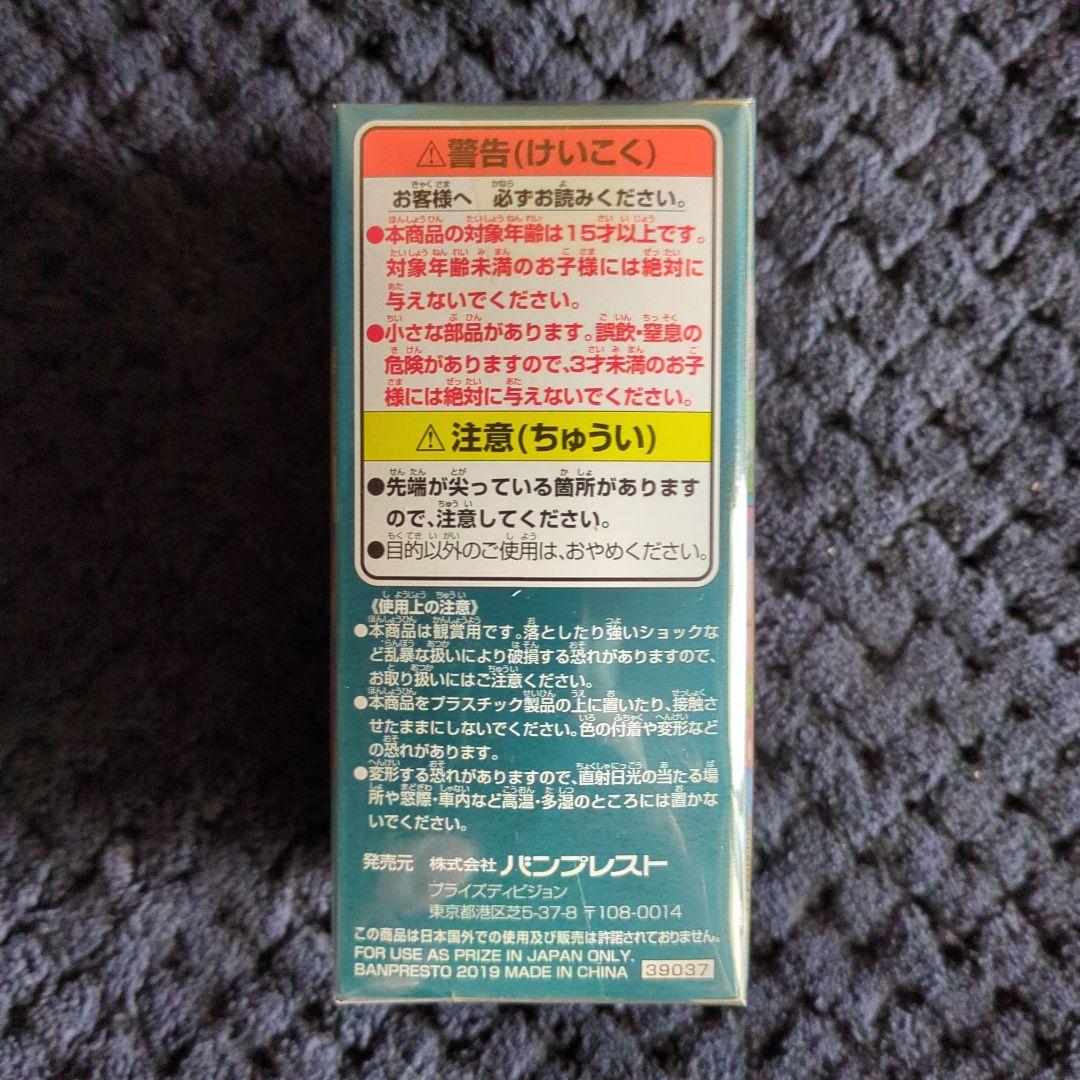 ⚠警告(けいこく)
お客様へ 必ずお読みください。
●本商品の対象年齢は15才以上です。
対象年齢未満のお子様には絶対に
与えないでください。
●小さな部品があります。誤飲・窒息の
危険がありますので、3才未満のお子
様には絶対に与えないでください。
⚠注意(ちゅうい)
●先端が尖っている箇所があります
ので、注意してください。
●目的以外のご使用は、おやめください。
《使用上の注意》
●本商品は観賞用です。落としたり強いショックな
ど乱暴な扱いにより破損する恐れがありますので、
お取り扱いにはご注意ください。
●本商品をプラスチック製品の上に置いたり、接触さ
せたままにしないでください。色の付着や変形など
の恐れがあります。
●変形する恐れがありますので、直射日光の当たる場
所や窓際・車内など高温・多湿のところには置かな
いでください。
発売元 株式会社 バンプレスト
プライズディビジョン
東京都港区芝5-37-8 〒108-0014
この商品は日本国外での使用及び販売は許諾されておりません。
FOR USE AS PRIZE IN JAPAN ONLY.
BANPRESTO 2019 MADE IN CHINA 39037